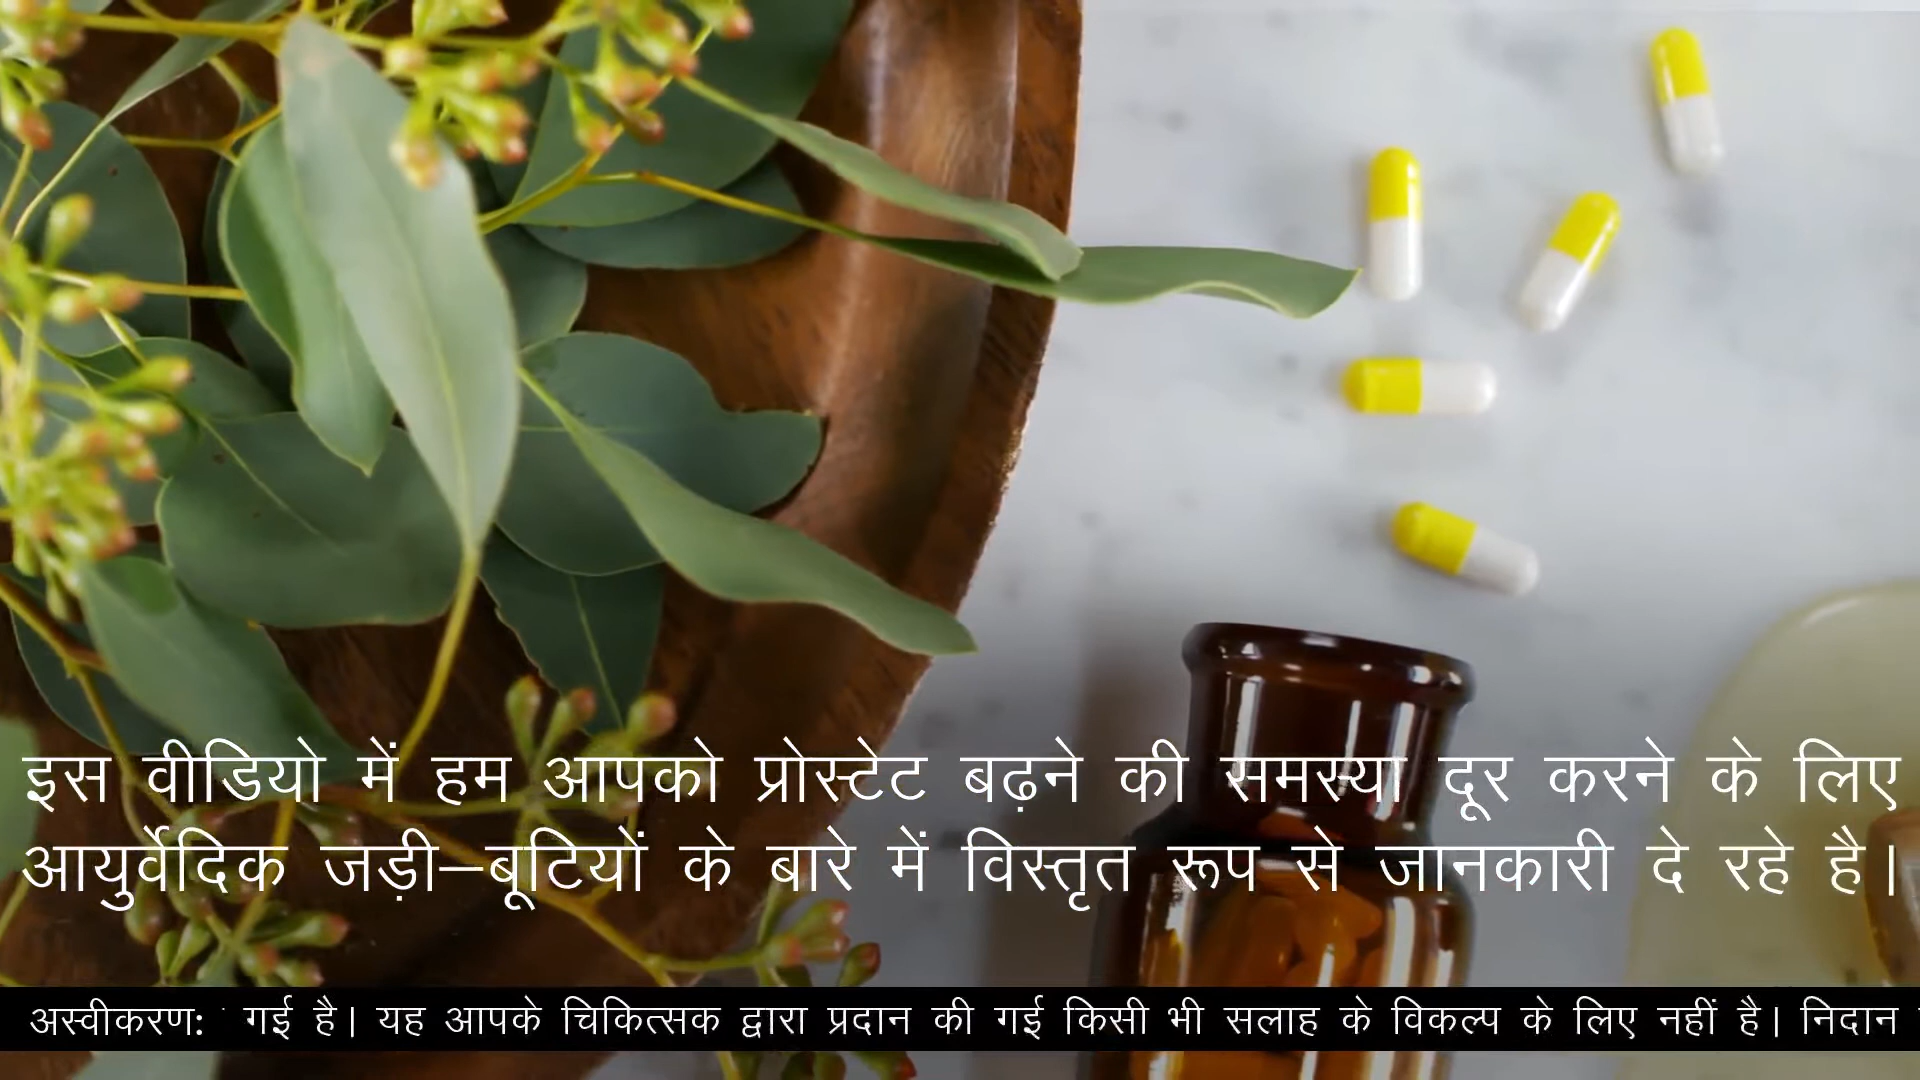 इस वीडियो में हम आपको प्रोस्टेट बढ़ने की समस्या दूर करने के लिए
आयुर्वेदिक जड़ी–बूटियों के बारे में विस्तृत रूप से जानकारी दे रहे है।
अस्वीकरण: गई है। यह आपके चिकित्सक द्वारा प्रदान की गई किसी भी सलाह के विकल्प के लिए नहीं है। निदान